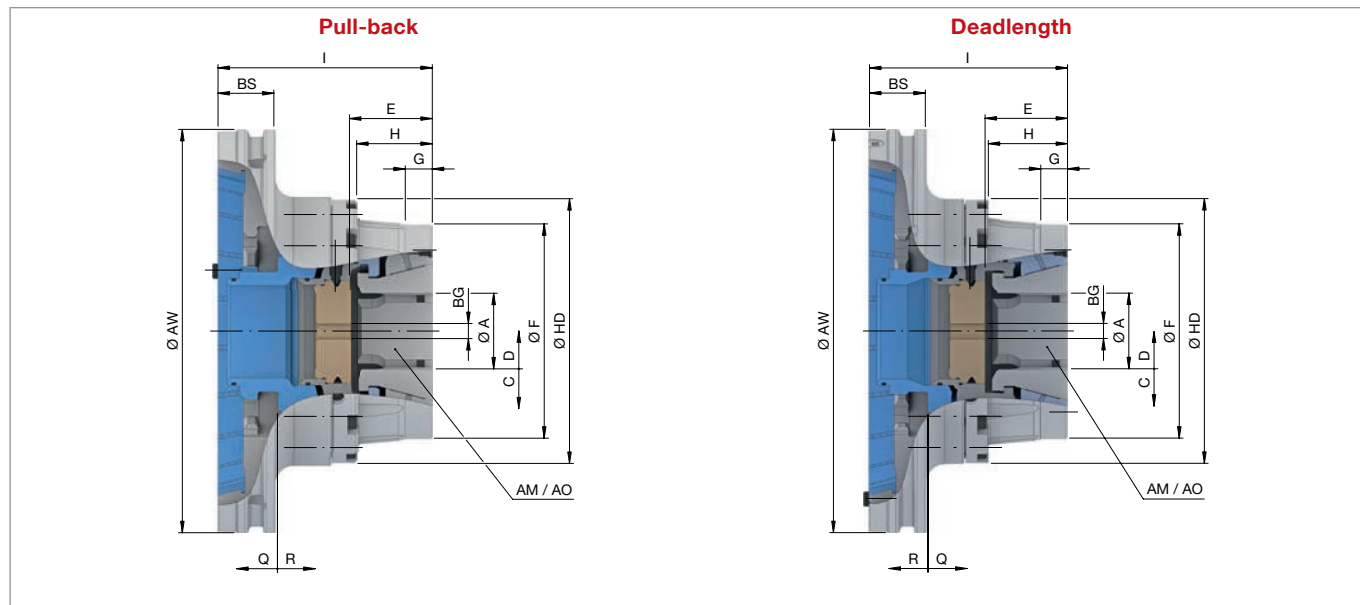 Pull-back
I
BS
E
H
G
Ø AW
BG
Ø A
D
C
Ø F
Ø HD
AM / AO
Q
R
Deadlength
I
BS
E
H
G
Ø AW
BG
Ø A
D
C
Ø F
Ø HD
AM / AO
R
Q